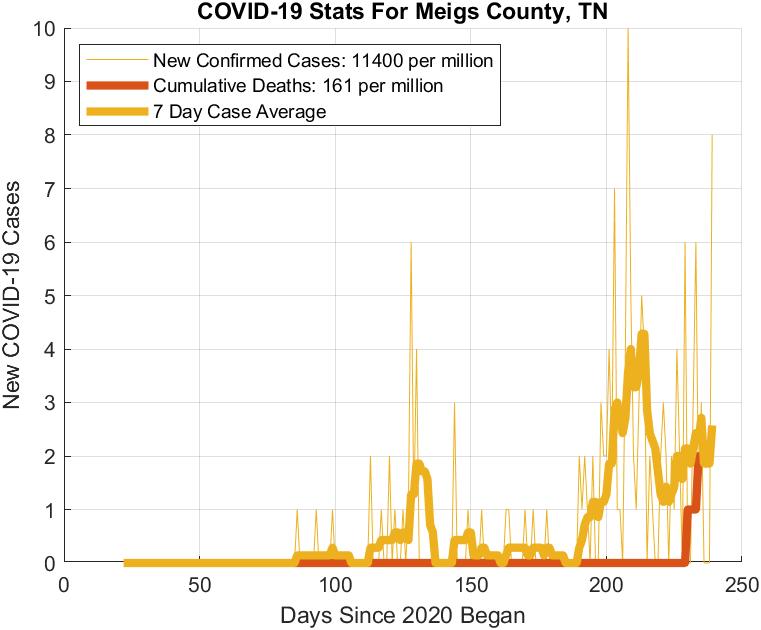 COVID-19 Stats For Meigs County, TN
New Confirmed Cases: 11400 per million
Cumulative Deaths: 161 per million
7 Day Case Average
New COVID-19 Cases
10
9
8
7
6
5
4
3
2
1
0
0 50 100 150 200 250
Days Since 2020 Began